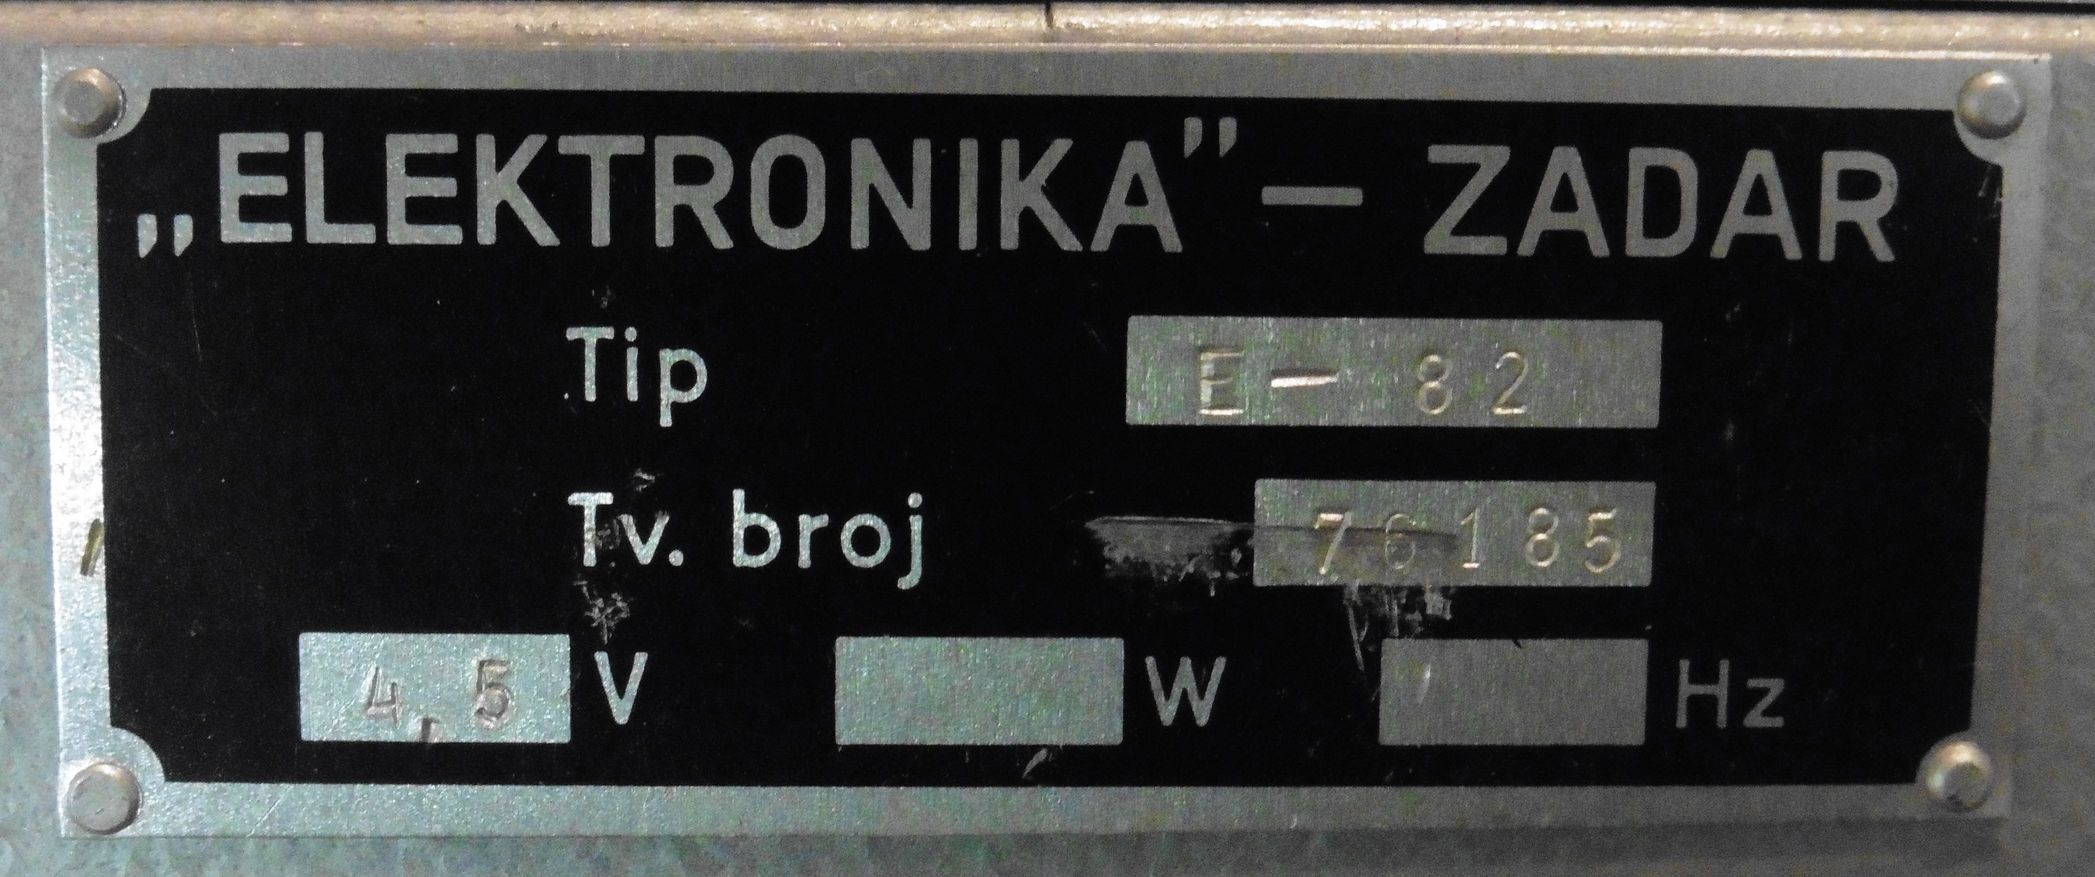 „ELEKTRONIKA” — ZADAR
Tip E — 82
Tv. broj 76185
4,5 V W Hz